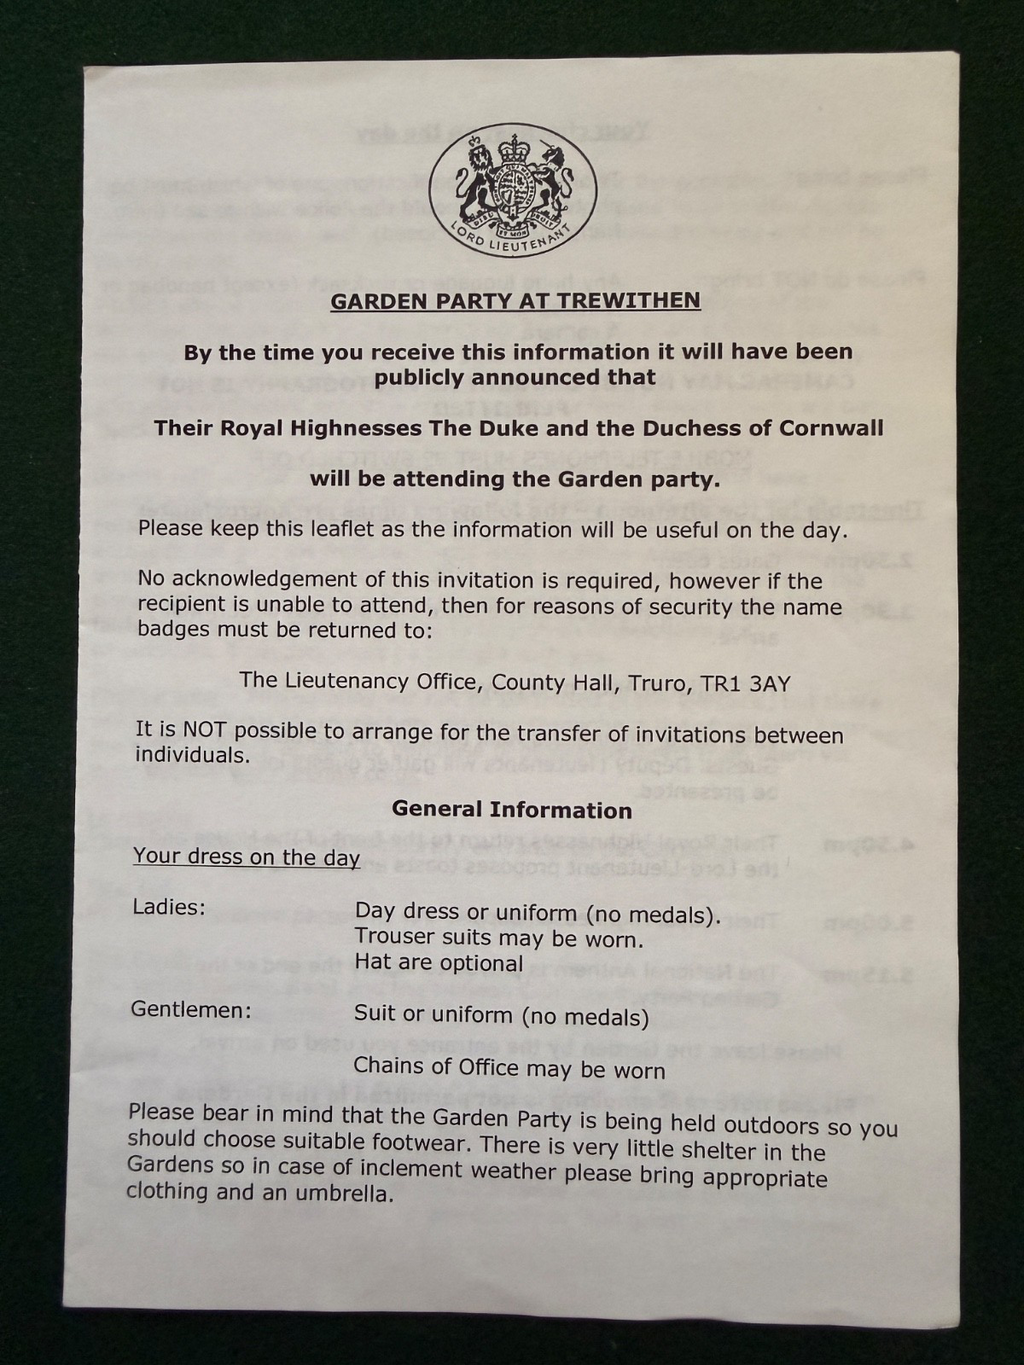 LORD LIEUTENANT
GARDEN PARTY AT TREWITHEN
By the time you receive this information it will have been
publicly announced that
Their Royal Highnesses The Duke and the Duchess of Cornwall
will be attending the Garden party.
Please keep this leaflet as the information will be useful on the day.
No acknowledgement of this invitation is required, however if the
recipient is unable to attend, then for reasons of security the name
badges must be returned to:
The Lieutenancy Office, County Hall, Truro, TR1 3AY
It is NOT possible to arrange for the transfer of invitations between
individuals.
General Information
Your dress on the day
Ladies: Day dress or uniform (no medals).
Trouser suits may be worn.
Hat are optional
Gentlemen: Suit or uniform (no medals)
Chains of Office may be worn
Please bear in mind that the Garden Party is being held outdoors so you
should choose suitable footwear. There is very little shelter in the
Gardens so in case of inclement weather please bring appropriate
clothing and an umbrella.